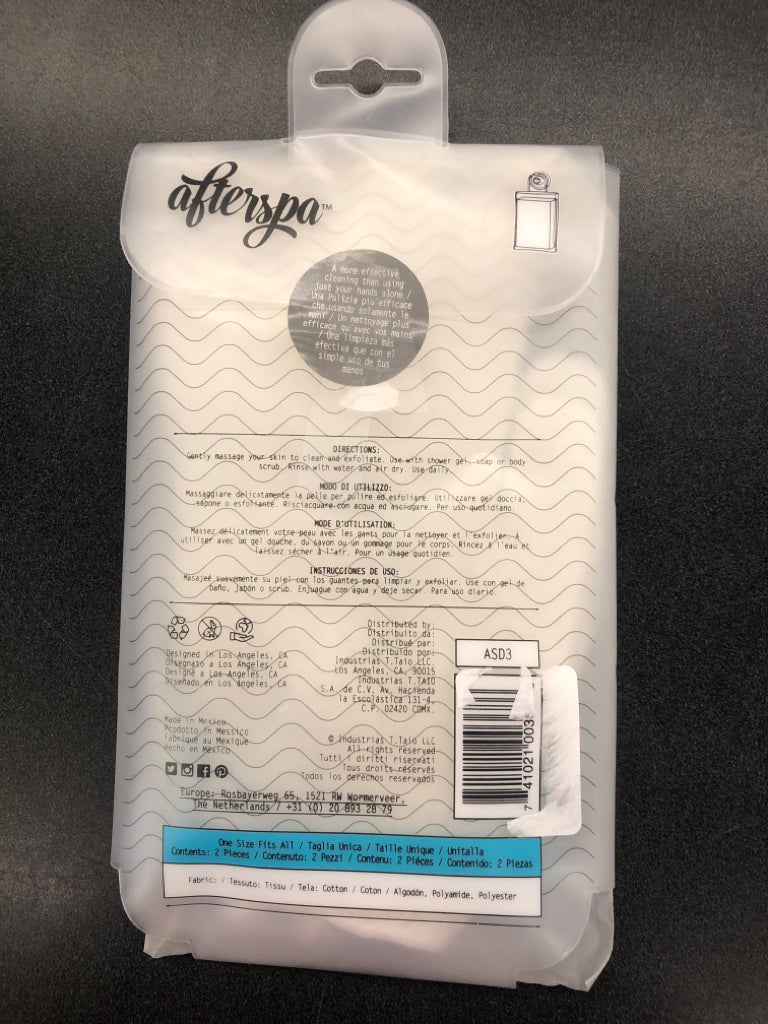 afterspa™
A more effective
cleaning than using
just your hands alone /
Una Pulizia più efficace
che usando solamente le
mani / Un nettoyage plus
efficace qu'avec vos mains
/ Una limpieza más
efectiva que con el
simple uso de tus
manos
DIRECTIONS:
Gently massage your skin to clean and exfoliate. Use with shower gel, soap or body
scrub. Rinse with water and air dry. Use daily.
MODO DI UTILIZZO:
Massaggiare delicatamente la pelle per pulire ed esfoliare. Utilizzare gel doccia,
sapone o esfoliante. Risciacquare con acqua ed asciugare. Per uso quotidiano.
MODE D'UTILISATION:
Massez délicatement votre peau avec les gants pour la nettoyer et l'exfolier. À
utiliser avec un gel douche, du savon ou un gommage pour le corps. Rincez à l'eau et
laissez sécher à l'air. Pour un usage quotidien.
INSTRUCCIONES DE USO:
Masajeé suavemente su piel con los guantes para limpiar y exfoliar. Use con gel de
baño, jabón o scrub. Enjuague con agua y deje secar. Para uso diario.
Designed in Los Angeles, CA
Disegnato a Los Angeles, CA
Designé a Los Angeles, CA
Diseñado en Los Angeles, CA
Distributed by:
Distribuito da:
Distribué par:
Distribuido por:
Industrias T.Taio LLC.
Los Angeles, CA, 90015
Industrias T.TAIO
S.A. de C.V. Av. Hacienda
la Escolástica 131-4,
C.P. 02420 CDMX.
ASD3
Made in Mexico
Prodotto in Messico
Fabriqué au Mexique
Hecho en México
© Industrias T.Taio LLC
All rights reserved
Tutti i diritti riservati
Tous droits réservés
Todos los derechos reservados
7 41021 003
Europe: Rosbayerweg 65, 1521 RW Wormerveer,
The Netherlands / +31 (0) 20 893 28 79
One Size Fits All / Taglia Unica / Taille Unique / Unitalla
Contents: 2 Pieces / Contenuto: 2 Pezzi / Contenu: 2 Piéces / Contenido: 2 Piezas
Fabric: / Tessuto: Tissu / Tela: Cotton / Coton / Algodón, Polyamide, Polyester